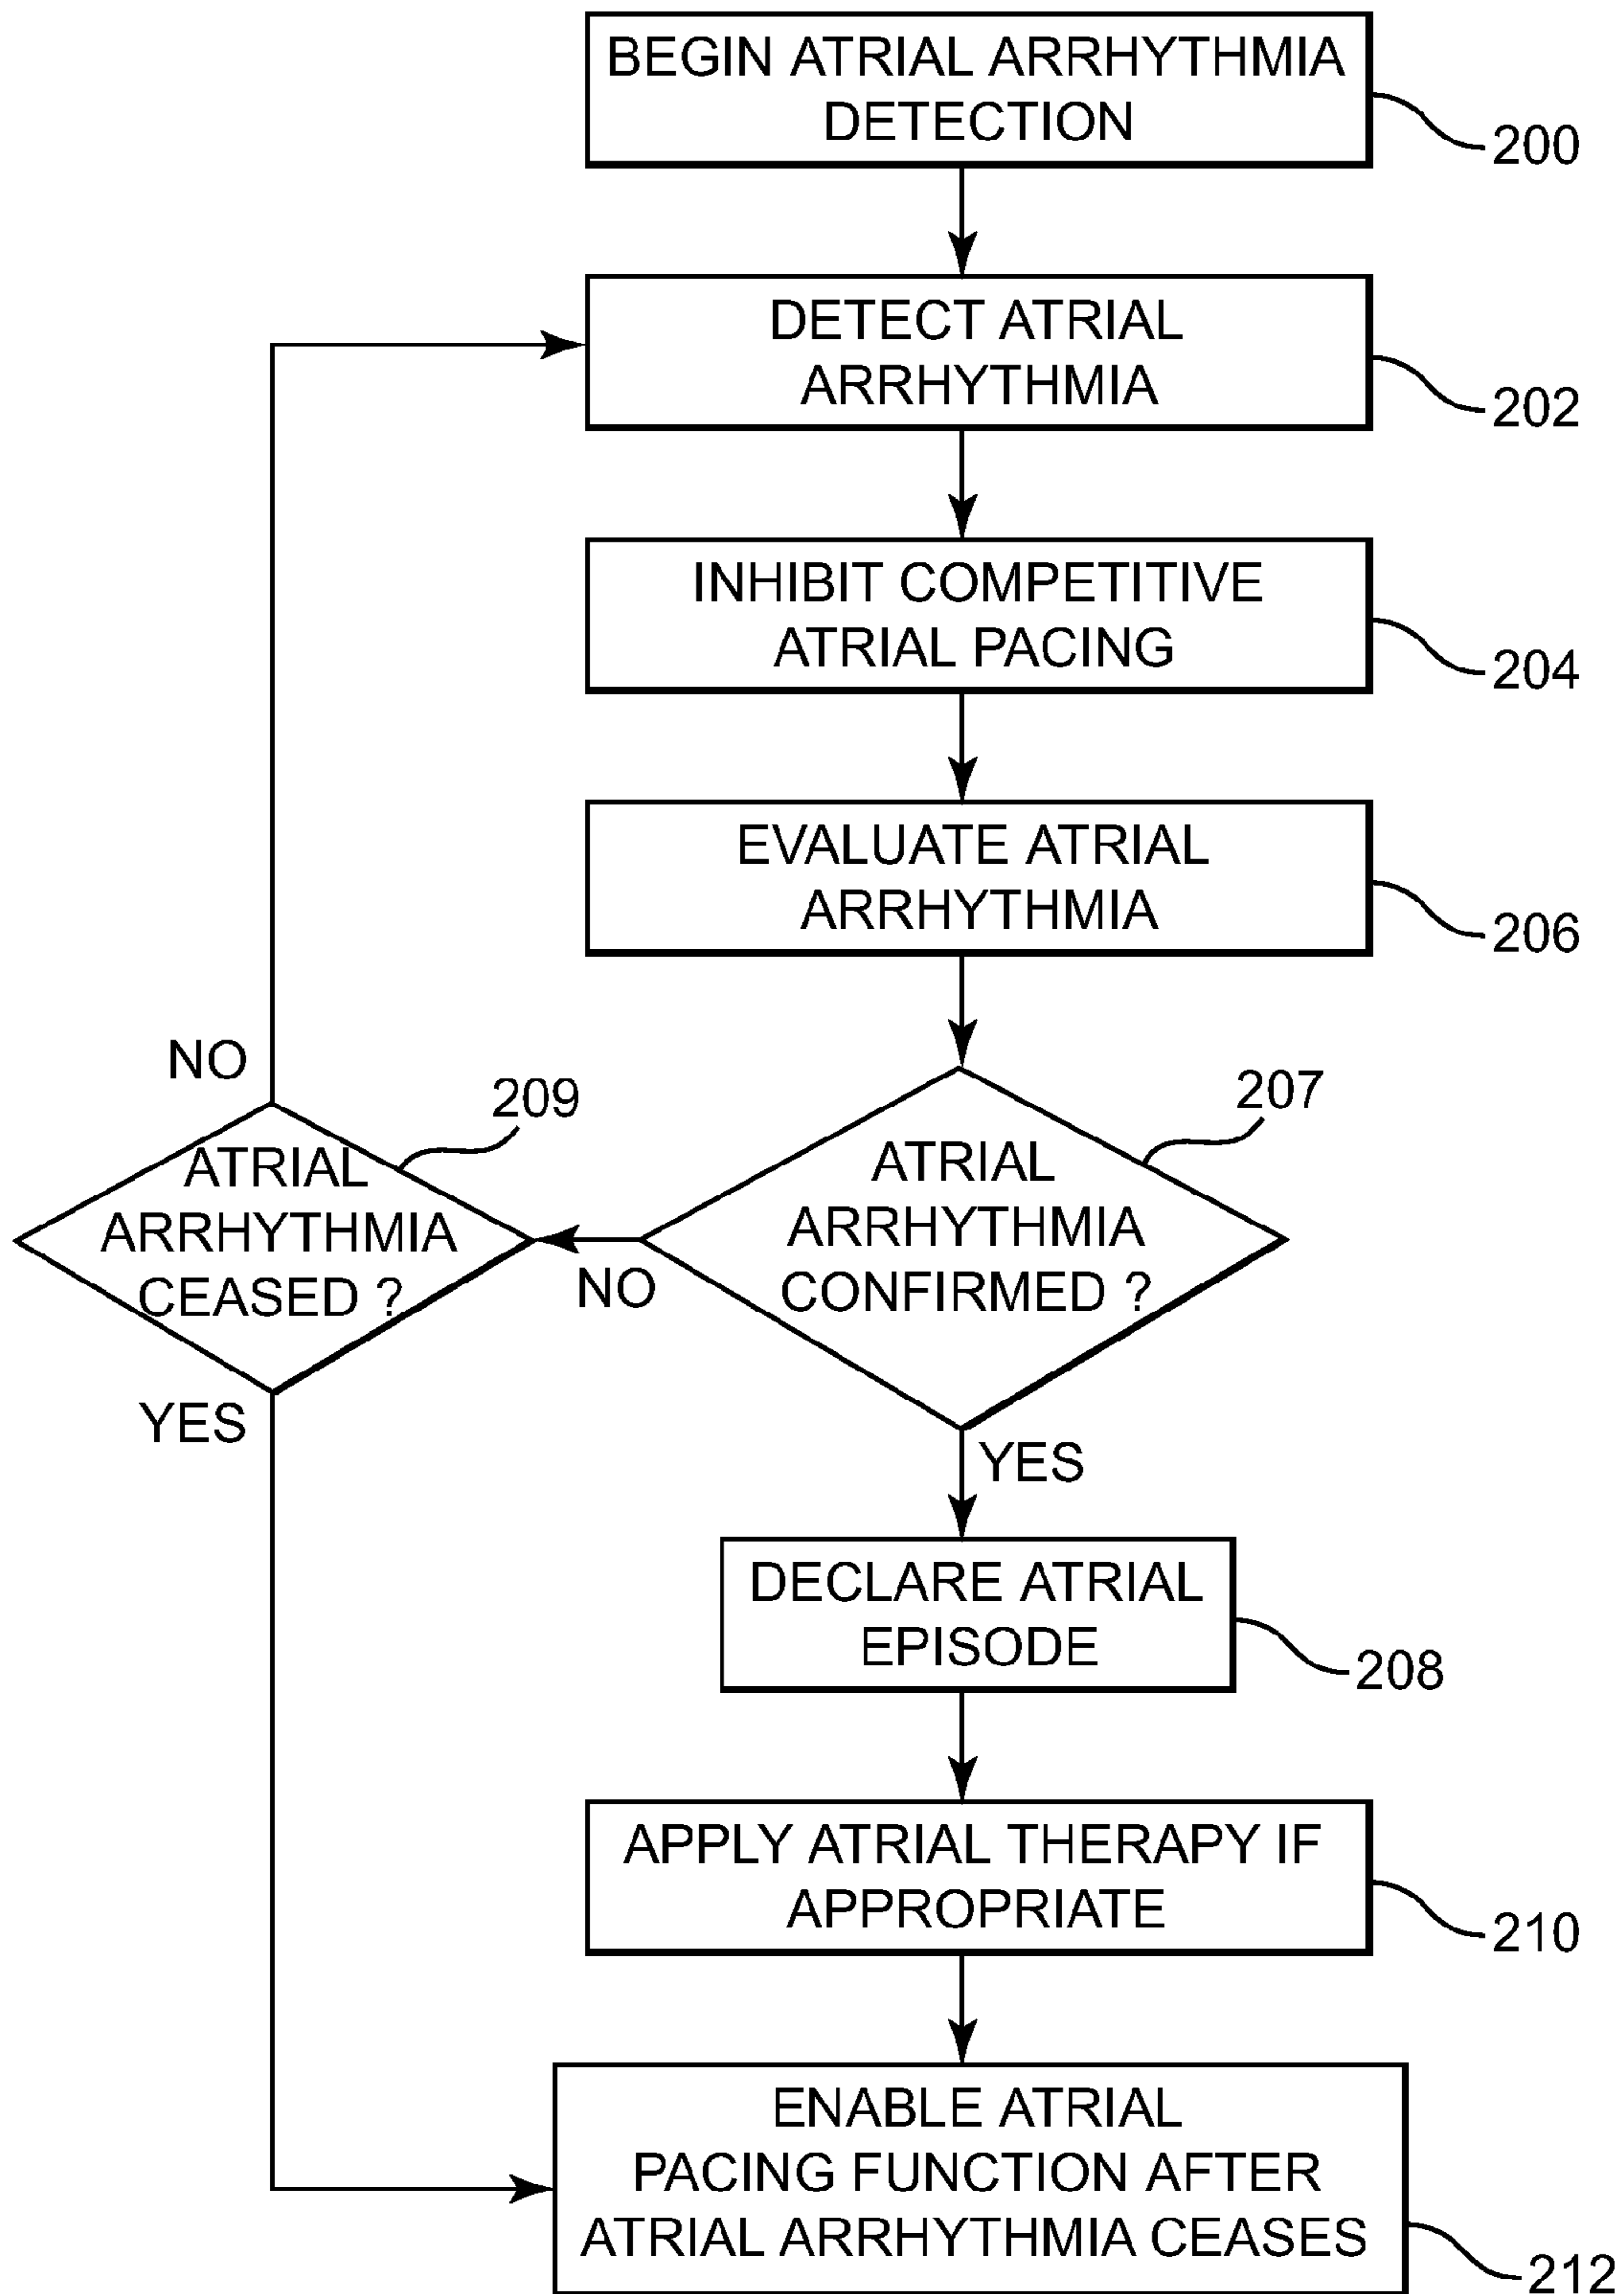 BEGIN ATRIAL ARRHYTHMIA
DETECTION
200
DETECT ATRIAL
ARRHYTHMIA
202
INHIBIT COMPETITIVE
ATRIAL PACING
204
EVALUATE ATRIAL
ARRHYTHMIA
206
NO
209
207
ATRIAL
ARRHYTHMIA
CEASED ?
NO
ATRIAL
ARRHYTHMIA
CONFIRMED ?
YES
YES
DECLARE ATRIAL
EPISODE
208
APPLY ATRIAL THERAPY IF
APPROPRIATE
210
ENABLE ATRIAL
PACING FUNCTION AFTER
ATRIAL ARRHYTHMIA CEASES
212